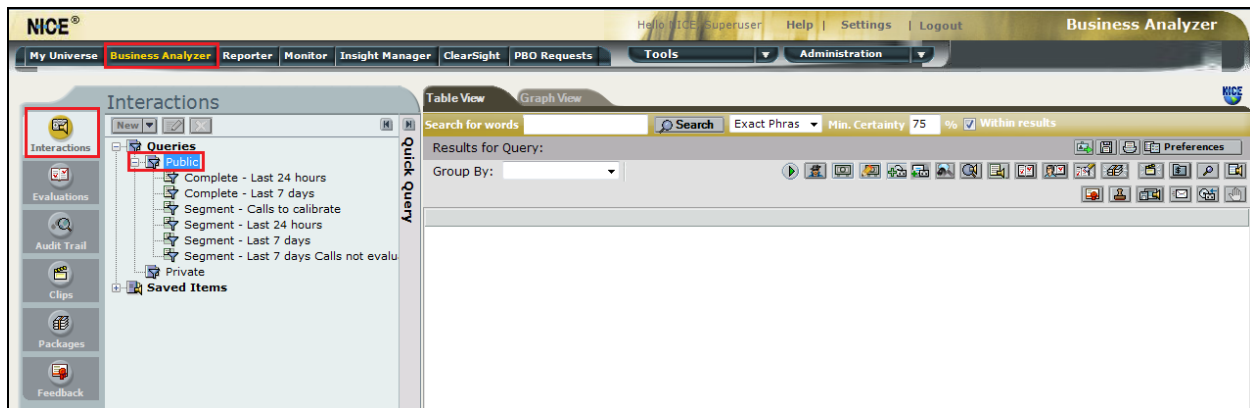 NICE®
Hello NICE Superuser Help | Settings | Logout
Business Analyzer
My Universe Business Analyzer Reporter Monitor Insight Manager ClearSight PBO Requests Tools Administration
Interactions
Table View Graph View
NICE
New
Search for words Search Exact Phras Min. Certainty 75 % Within results
Interactions
Queries
Results for Query: Preferences
Public
Group By:
Complete - Last 24 hours
Complete - Last 7 days
Evaluations
Segment - Calls to calibrate
Segment - Last 24 hours
Segment - Last 7 days
Audit Trail
Segment - Last 7 days Calls not evalu
Private
Saved Items
Clips
Packages
Feedback
Quick Query